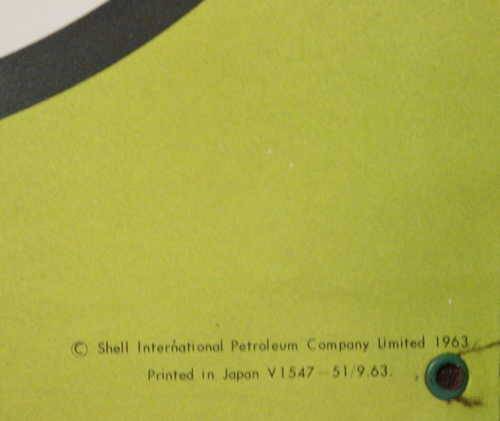 © Shell International Petroleum Company Limited 1963
Printed in Japan V1547-51/9.63.